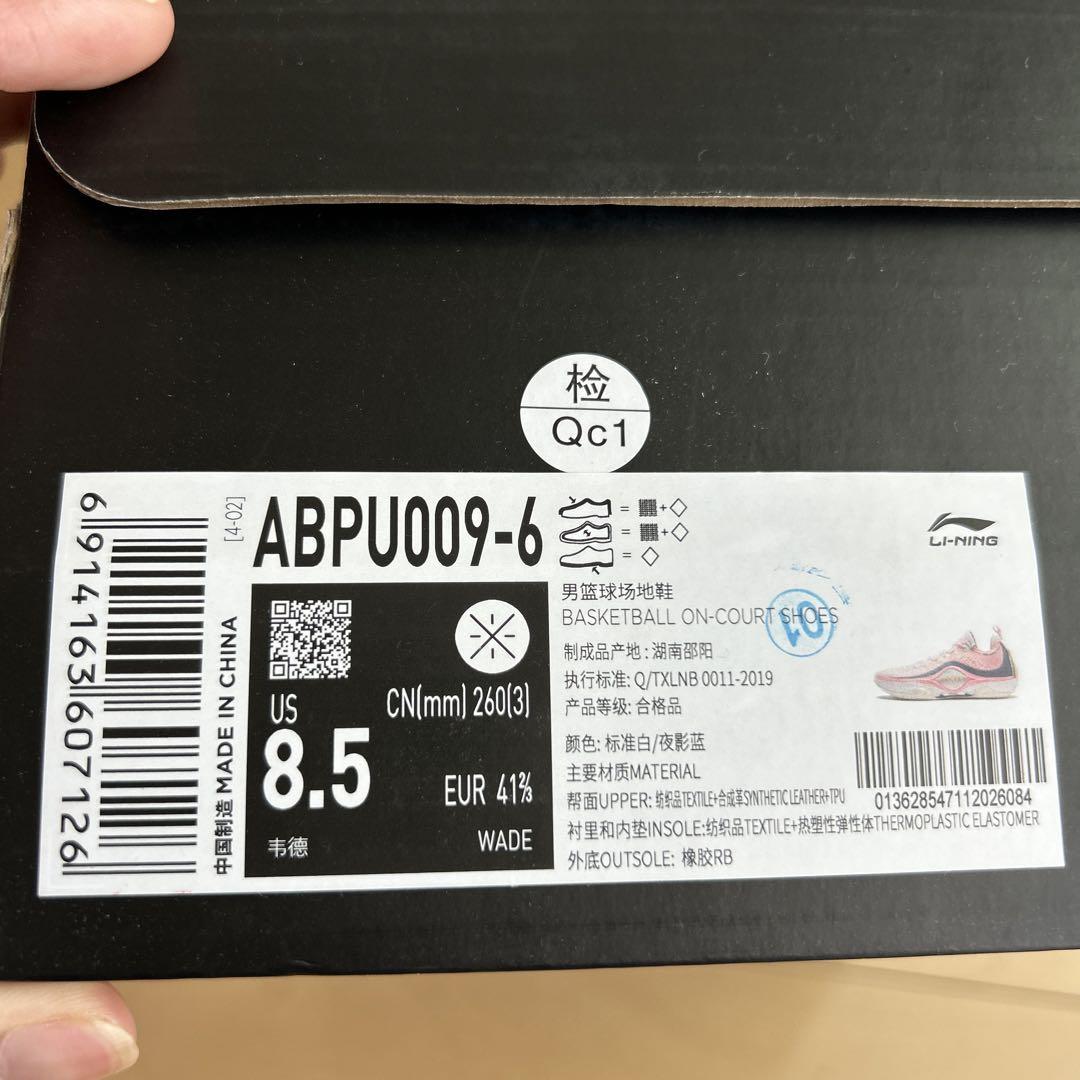 检
Qc1
6914163607126
中国制造 MADE IN CHINA
[4-02]
ABPU009-6
US
8.5
CN(mm) 260(3)
EUR 41⅔
韦德
WADE
LI-NING
男篮球场地鞋
BASKETBALL ON-COURT SHOES
01
制成品产地: 湖南邵阳
执行标准: Q/TXLNB 0011-2019
产品等级: 合格品
颜色: 标准白/夜影蓝
主要材质MATERIAL
帮面UPPER: 纺织品TEXTILE+合成革SYNTHETIC LEATHER+TPU
衬里和内垫INSOLE:纺织品TEXTILE+热塑性弹性体THERMOPLASTIC ELASTOMER
外底OUTSOLE: 橡胶RB
013628547112026084